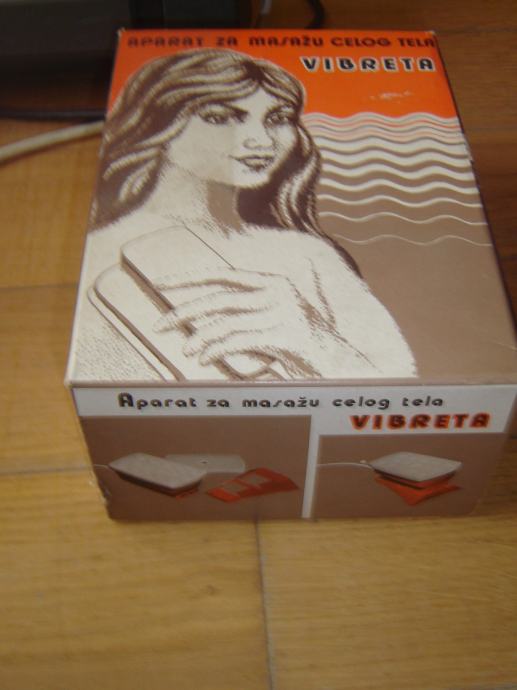 APARAT ZA MASAŽU CELOG TELA
VIBRETA
Aparat za masažu celog tela
VIBRETA